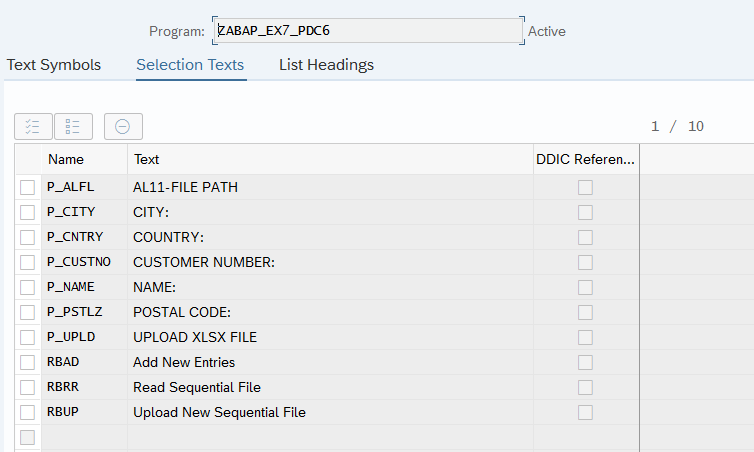 Program: ZABAP_EX7_PDC6 Active
Text Symbols Selection Texts List Headings
1 / 10
Name Text DDIC Referen...
P_ALFL AL11-FILE PATH
P_CITY CITY:
P_CNTRY COUNTRY:
P_CUSTNO CUSTOMER NUMBER:
P_NAME NAME:
P_PSTLZ POSTAL CODE:
P_UPLD UPLOAD XLSX FILE
RBAD Add New Entries
RBRR Read Sequential File
RBUP Upload New Sequential File